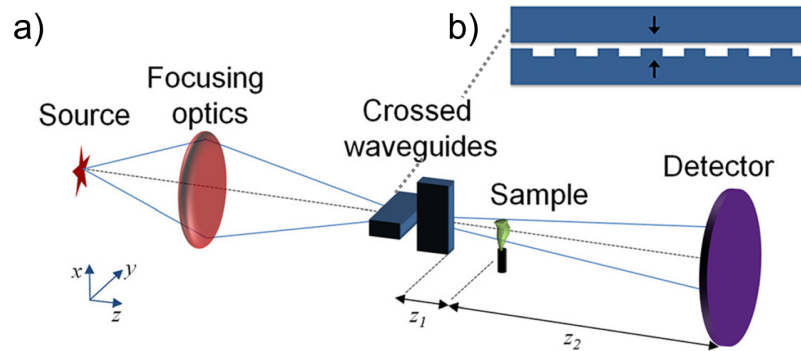 a)
b)
Focusing
optics
Source
Crossed
waveguides
Sample
Detector
x
y
z
z1
z2